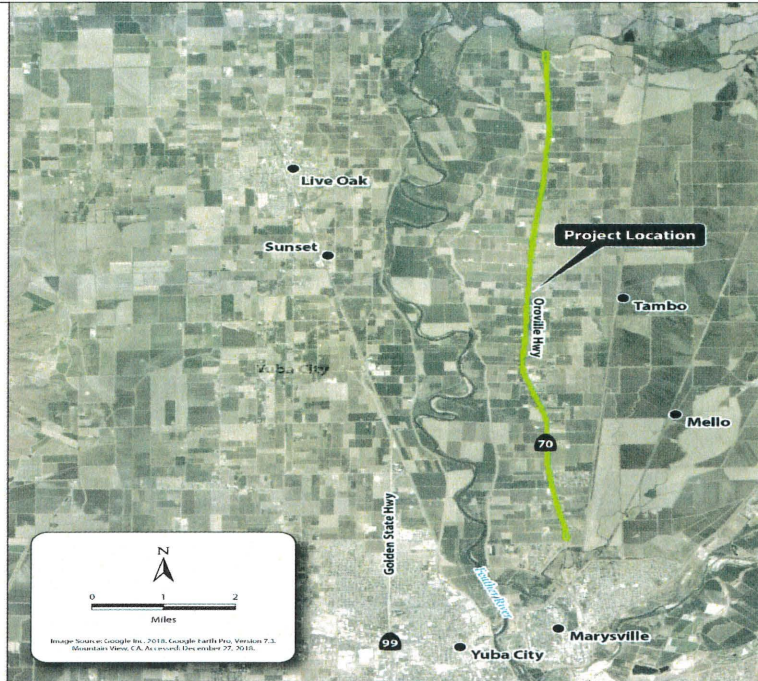 Live Oak
Sunset
Project Location
Oroville Hwy
Tambo
Yuba City
Mello
70
Golden State Hwy
Feather River
99
Yuba City
Marysville
N
0 1 2
Miles
Image Source: Google Inc. 2018. Google Earth Pro, Version 7.3.
Mountain View, CA. Accessed: December 27, 2018.